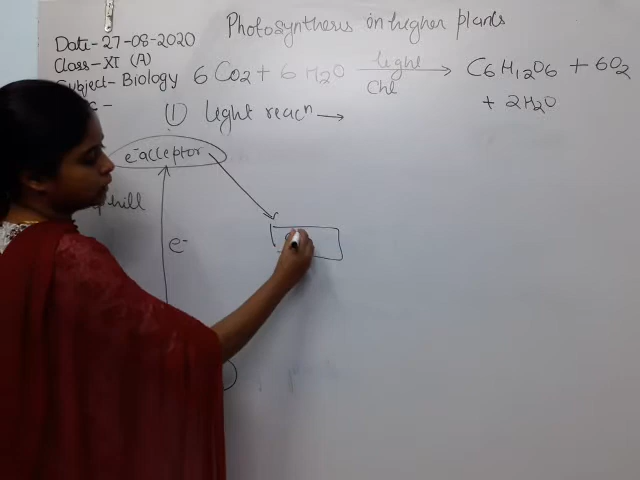 Photosynthesis in higher plants
Date- 27-08-2020
Class- XI (A)
Subject- Biology
6 CO2 + 6 H2O light Chl → C6H12O6 + 6O2
+ 2H2O
① Light reacⁿ →
e⁻ acceptor
hill
e⁻